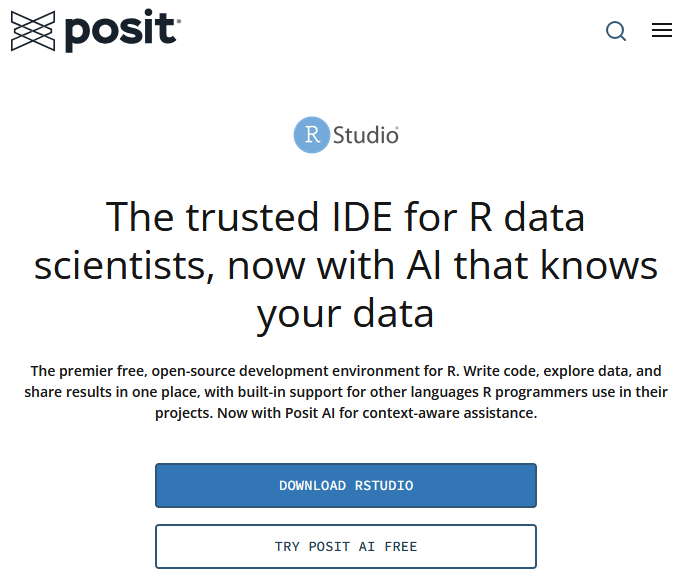 posit®
R Studio®
The trusted IDE for R data
scientists, now with AI that knows
your data
The premier free, open-source development environment for R. Write code, explore data, and
share results in one place, with built-in support for other languages R programmers use in their
projects. Now with Posit AI for context-aware assistance.
DOWNLOAD RSTUDIO
TRY POSIT AI FREE